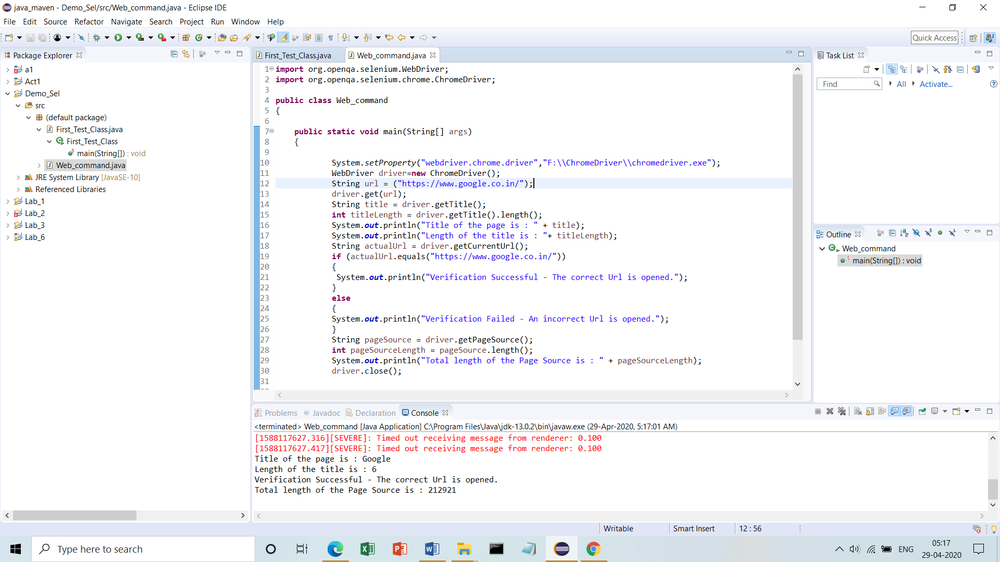 java_maven - Demo_Sel/src/Web_command.java - Eclipse IDE
File Edit Source Refactor Navigate Search Project Run Window Help
Quick Access
Package Explorer
a1
Act1
Demo_Sel
src
(default package)
First_Test_Class.java
First_Test_Class
main(String[]) : void
Web_command.java
JRE System Library [JavaSE-10]
Referenced Libraries
Lab_1
Lab_2
Lab_3
Lab_6
First_Test_Class.java Web_command.java
1 import org.openqa.selenium.WebDriver;
2 import org.openqa.selenium.chrome.ChromeDriver;
3
4 public class Web_command
5 {
6
7 public static void main(String[] args)
8 {
9
10 System.setProperty("webdriver.chrome.driver","F:\\ChromeDriver\\chromedriver.exe");
11 WebDriver driver=new ChromeDriver();
12 String url = ("https://www.google.co.in/");
13 driver.get(url);
14 String title = driver.getTitle();
15 int titleLength = driver.getTitle().length();
16 System.out.println("Title of the page is : " + title);
17 System.out.println("Length of the title is : "+ titleLength);
18 String actualUrl = driver.getCurrentUrl();
19 if (actualUrl.equals("https://www.google.co.in/"))
20 {
21 System.out.println("Verification Successful - The correct Url is opened.");
22 }
23 else
24 {
25 System.out.println("Verification Failed - An incorrect Url is opened.");
26 }
27 String pageSource = driver.getPageSource();
28 int pageSourceLength = pageSource.length();
29 System.out.println("Total length of the Page Source is : " + pageSourceLength);
30 driver.close();
31
Task List
Find All Activate...
Outline
Web_command
main(String[]) : void
Problems Javadoc Declaration Console
<terminated> Web_command [Java Application] C:\Program Files\Java\jdk-13.0.2\bin\javaw.exe (29-Apr-2020, 5:17:01 AM)
[1588117627.316][SEVERE]: Timed out receiving message from renderer: 0.100
[1588117627.417][SEVERE]: Timed out receiving message from renderer: 0.100
Title of the page is : Google
Length of the title is : 6
Verification Successful - The correct Url is opened.
Total length of the Page Source is : 212921
Writable Smart Insert 12 : 56
Type here to search
ENG
05:17
29-04-2020